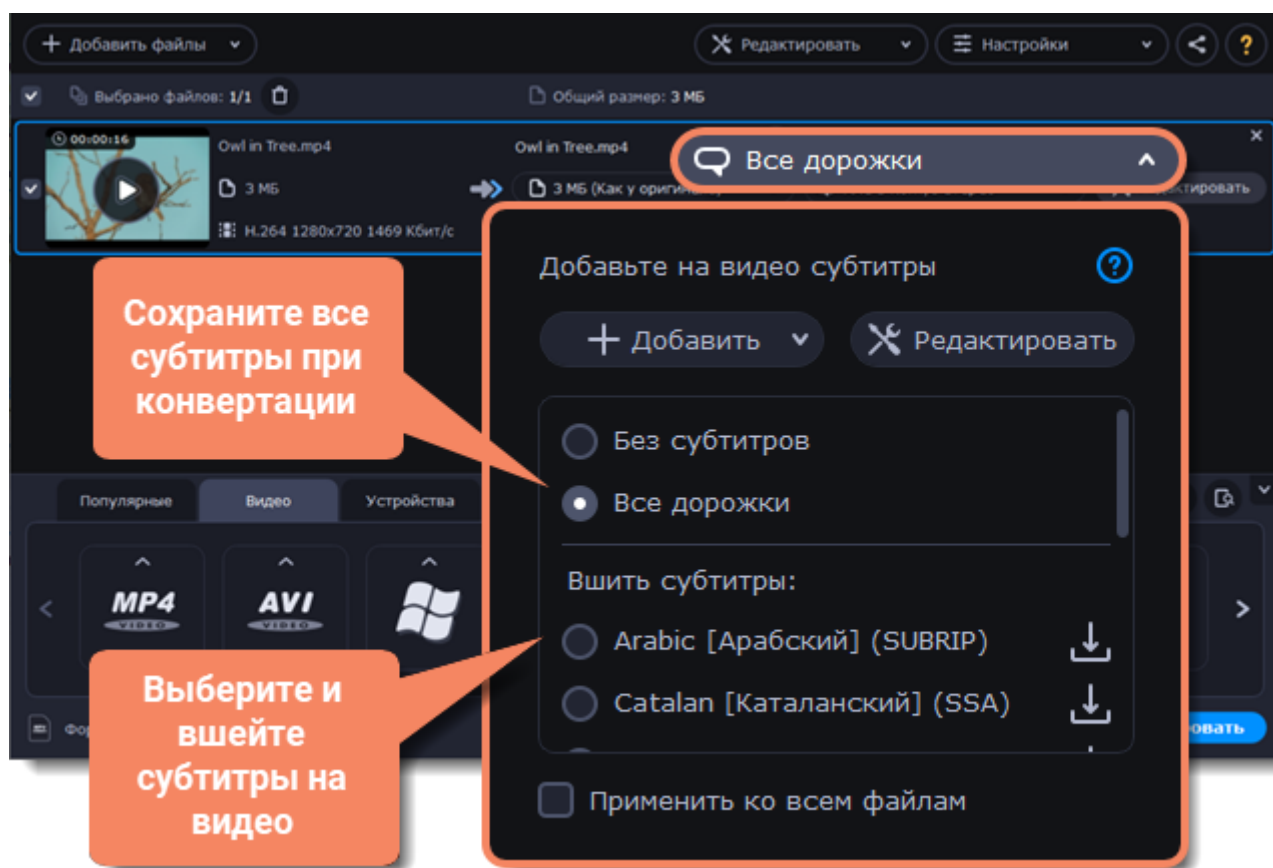 Добавить файлы
Редактировать
Настройки
?
Выбрано файлов: 1/1
Общий размер: 3 МБ
00:00:16
Owl in Tree.mp4
Owl in Tree.mp4
Все дорожки
3 МБ
3 МБ (Как у
H.264 1280x720 1469 Кбит/с
Добавьте на видео субтитры
?
Сохраните все
субтитры при
конвертации
Добавить
Редактировать
Без субтитров
Все дорожки
Популярные
Видео
Устройства
Вшить субтитры:
MP4
VIDEO
AVI
VIDEO
Arabic [Арабский] (SUBRIP)
Catalan [Каталанский] (SSA)
Выберите и
вшейте
субтитры на
видео
Применить ко всем файлам